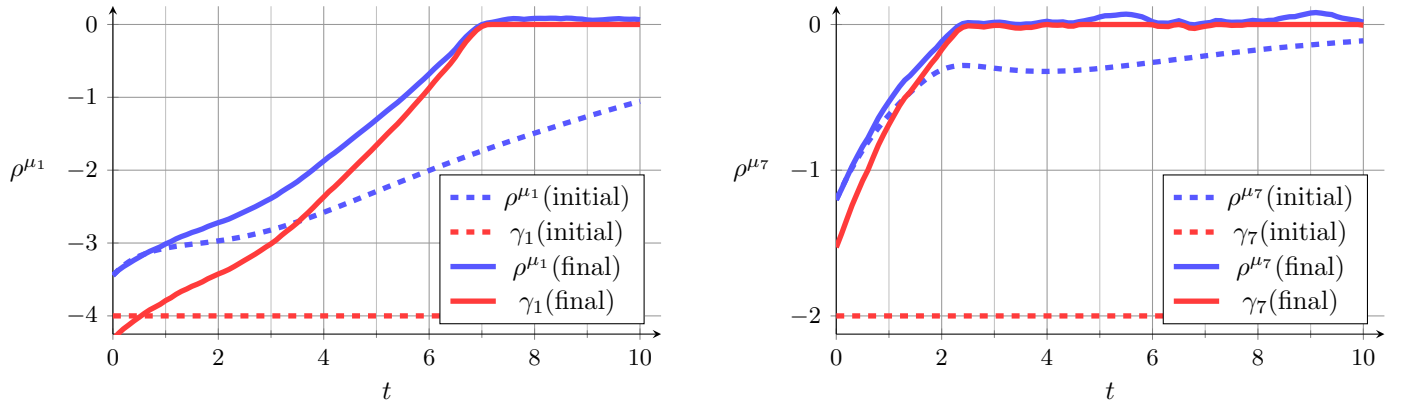 0
−1
−2
−3
−4
ρ^{μ₁}
0 2 4 6 8 10
t
ρ^{μ₁}(initial)
γ₁(initial)
ρ^{μ₁}(final)
γ₁(final)
0
−1
−2
ρ^{μ₇}
0 2 4 6 8 10
t
ρ^{μ₇}(initial)
γ₇(initial)
ρ^{μ₇}(final)
γ₇(final)